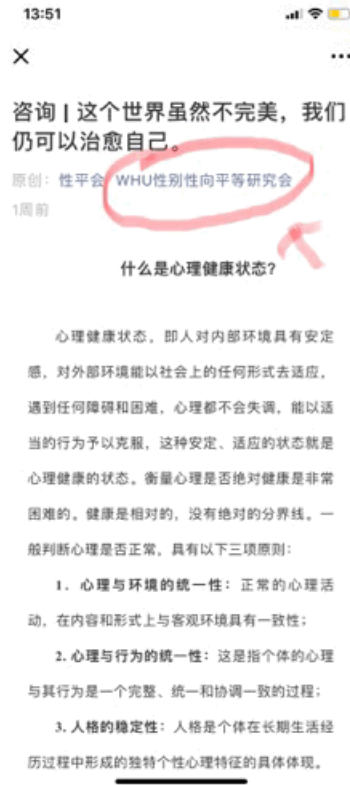 13:51
咨询 | 这个世界虽然不完美，我们
仍可以治愈自己。
原创：性平会 WHU性别性向平等研究会
1周前
什么是心理健康状态？
心理健康状态，即人对内部环境具有安定
感，对外部环境能以社会上的任何形式去适应，
遇到任何障碍和困难，心理都不会失调，能以适
当的行为予以克服，这种安定、适应的状态就是
心理健康的状态。衡量心理是否绝对健康是非常
困难的。健康是相对的，没有绝对的分界线。一
般判断心理是否正常，具有以下三项原则：
1．心理与环境的统一性：正常的心理活
动，在内容和形式上与客观环境具有一致性；
2. 心理与行为的统一性：这是指个体的心理
与其行为是一个完整、统一和协调一致的过程；
3. 人格的稳定性：人格是个体在长期生活经
历过程中形成的独特个性心理特征的具体体现。